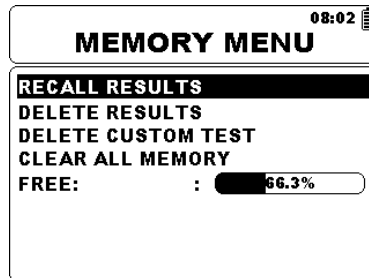 08:02
MEMORY MENU
RECALL RESULTS
DELETE RESULTS
DELETE CUSTOM TEST
CLEAR ALL MEMORY
FREE: : 66.3%